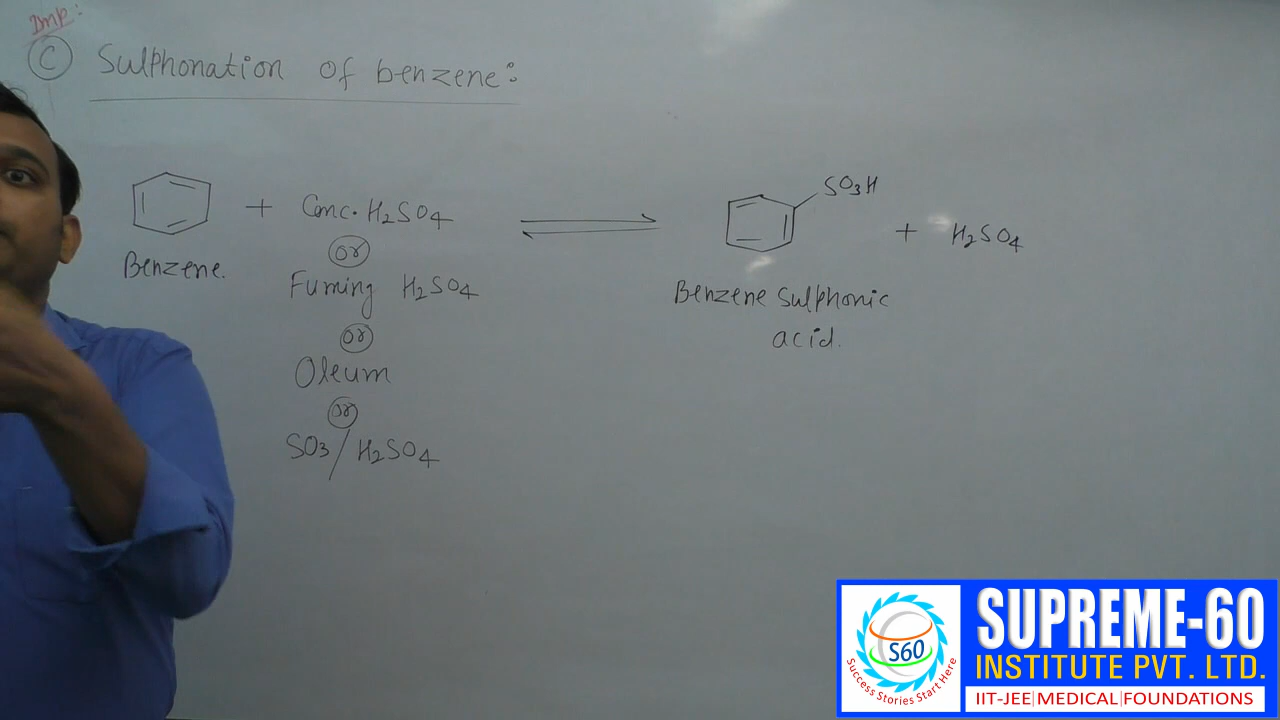 Imp:
C Sulphonation of benzene:
SO3H
+ Conc. H2SO4 + H2SO4
Benzene.
or
Fuming H2SO4
Benzene Sulphonic
acid.
or
Oleum
or
SO3/H2SO4
S60
Success Stories Start Here
SUPREME-60
INSTITUTE PVT. LTD.
IIT-JEE|MEDICAL|FOUNDATIONS